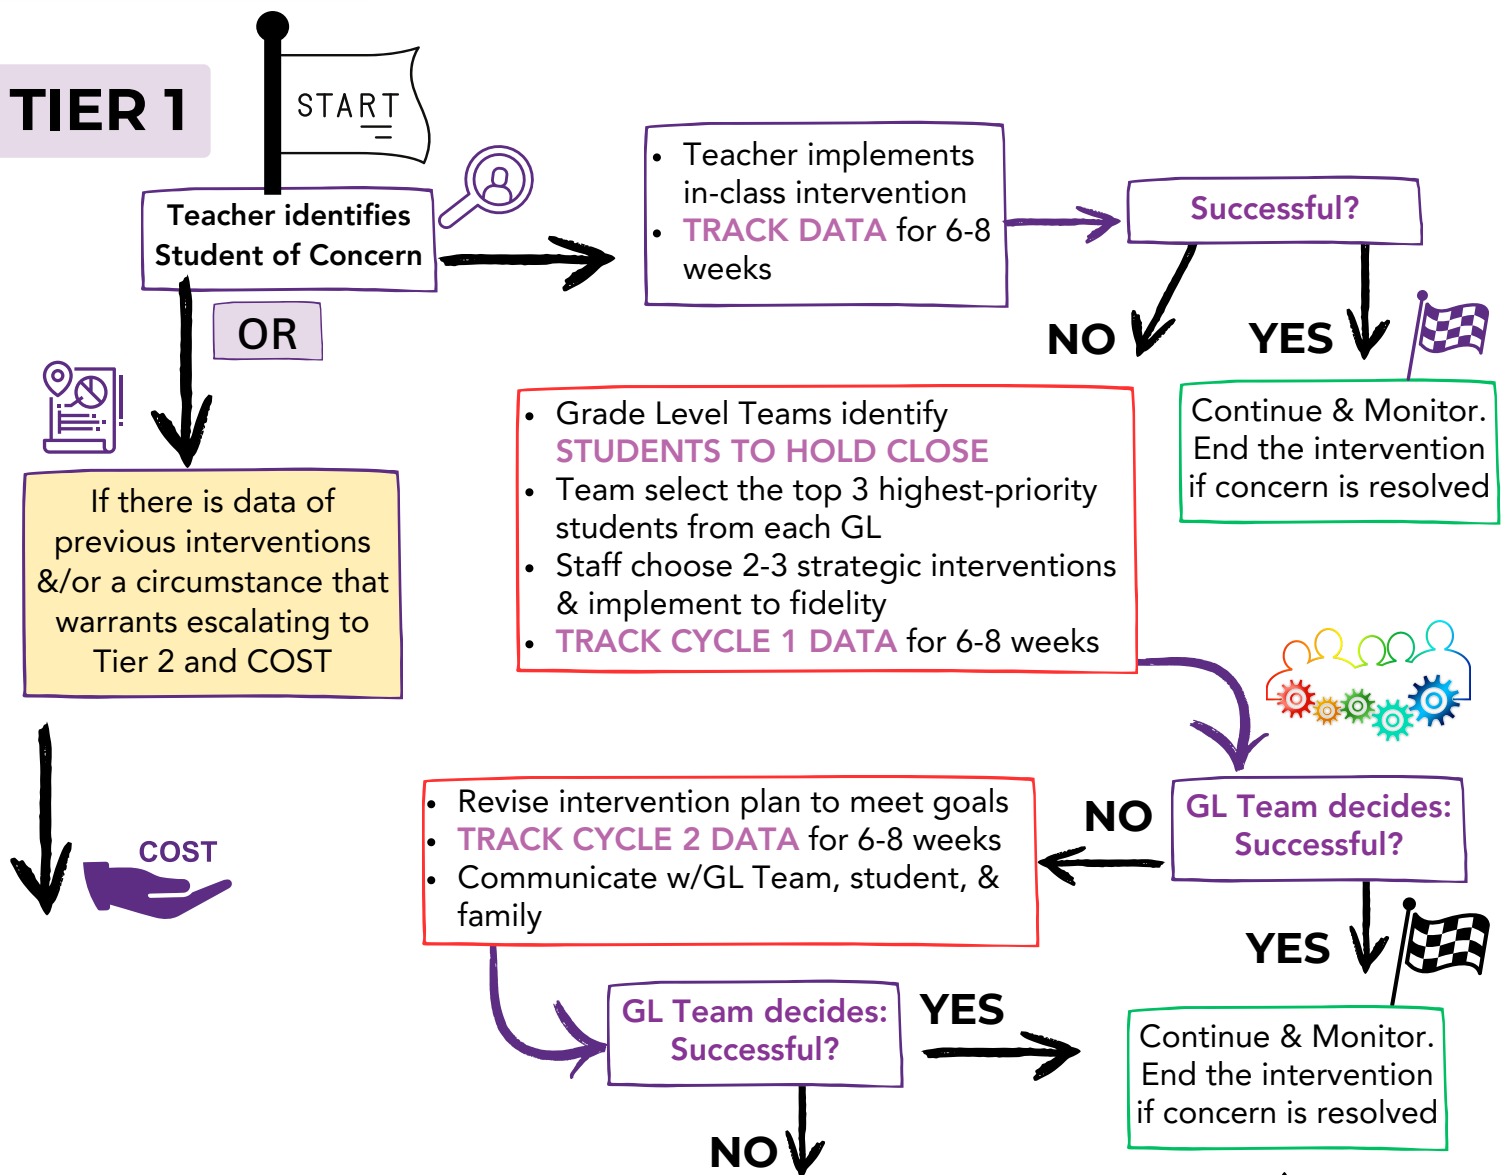 TIER 1
START
Teacher identifies
Student of Concern
OR
• Teacher implements
in-class intervention
• TRACK DATA for 6-8
weeks
Successful?
NO
YES
Continue & Monitor.
End the intervention
if concern is resolved
If there is data of
previous interventions
&/or a circumstance that
warrants escalating to
Tier 2 and COST
COST
• Grade Level Teams identify
STUDENTS TO HOLD CLOSE
• Team select the top 3 highest-priority
students from each GL
• Staff choose 2-3 strategic interventions
& implement to fidelity
• TRACK CYCLE 1 DATA for 6-8 weeks
GL Team decides:
Successful?
NO
YES
• Revise intervention plan to meet goals
• TRACK CYCLE 2 DATA for 6-8 weeks
• Communicate w/GL Team, student, &
family
GL Team decides:
Successful?
YES
NO
Continue & Monitor.
End the intervention
if concern is resolved